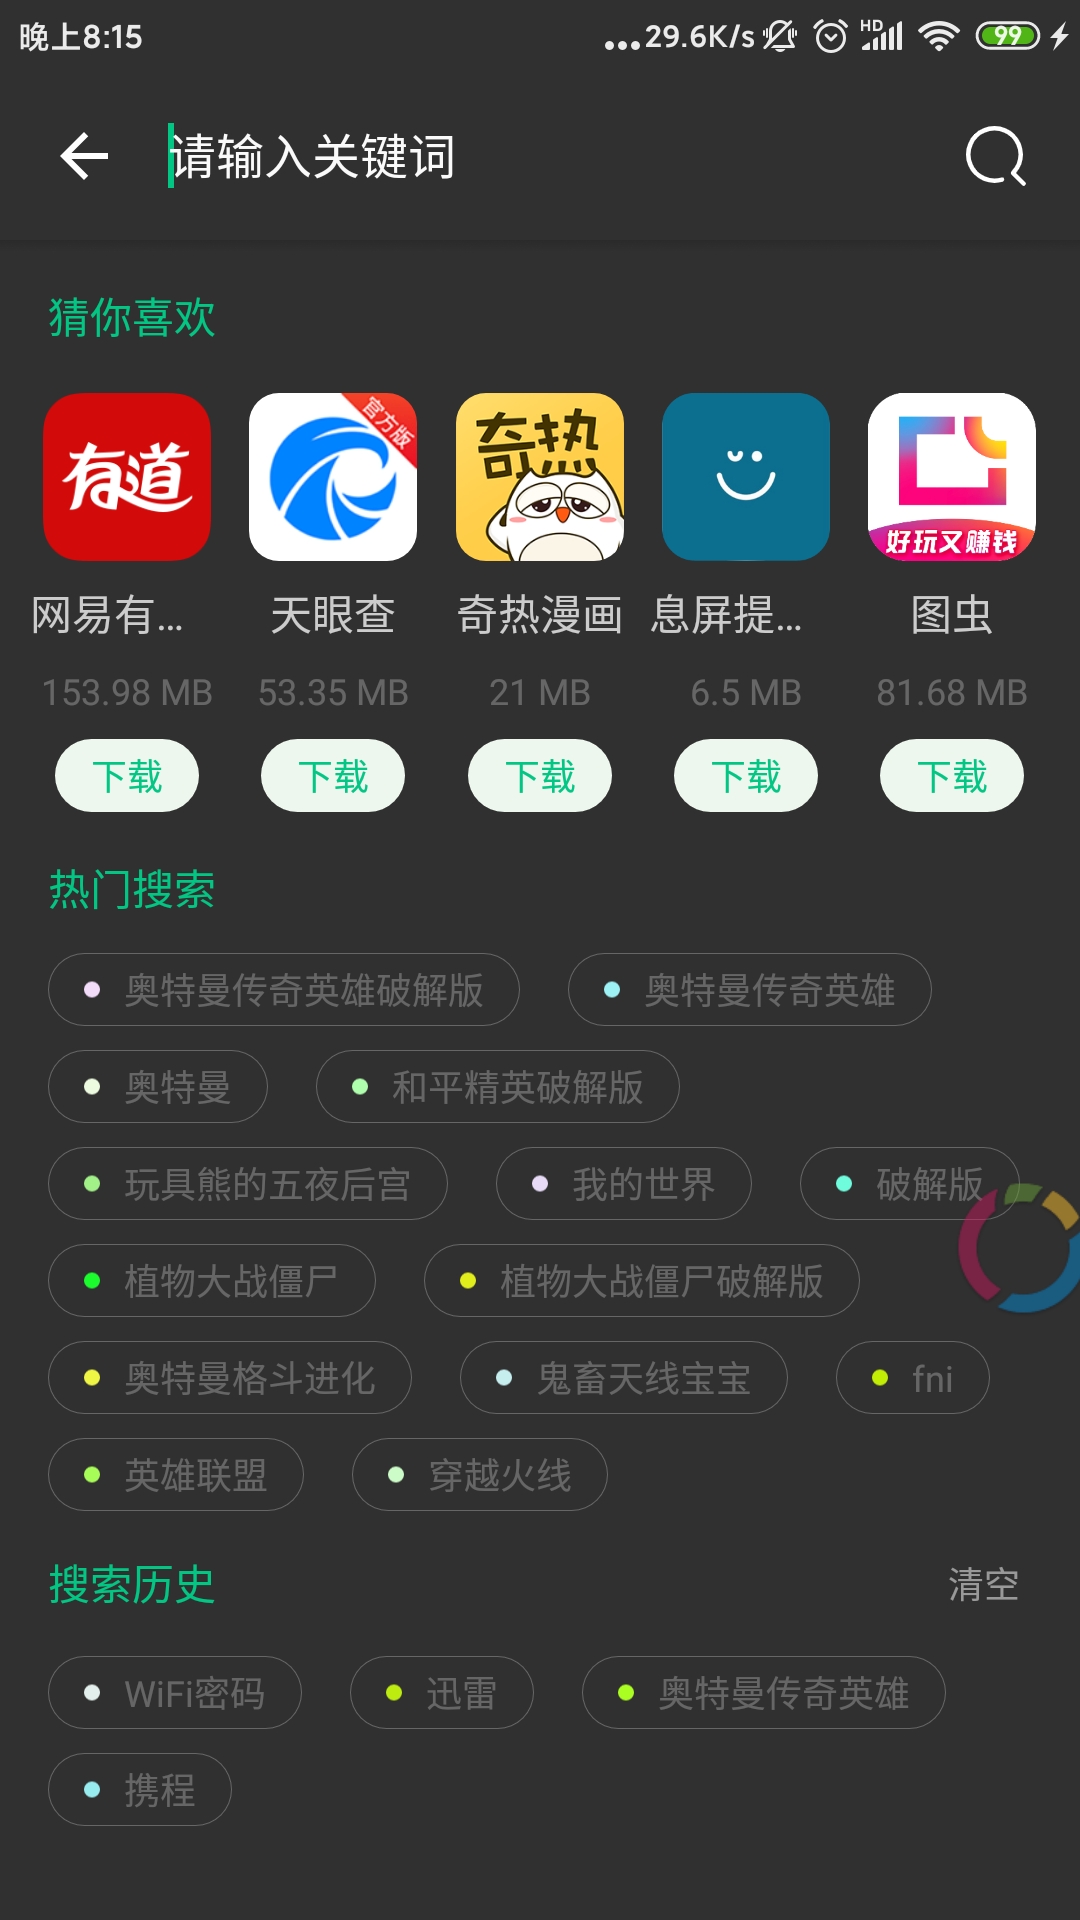 晚上8:15
...29.6K/s HD 99
请输入关键词
猜你喜欢
有道
官方版
奇热
好玩又赚钱
网易有... 天眼查 奇热漫画 息屏提... 图虫
153.98 MB 53.35 MB 21 MB 6.5 MB 81.68 MB
下载 下载 下载 下载 下载
热门搜索
奥特曼传奇英雄破解版 奥特曼传奇英雄
奥特曼 和平精英破解版
玩具熊的五夜后宫 我的世界 破解版
植物大战僵尸 植物大战僵尸破解版
奥特曼格斗进化 鬼畜天线宝宝 fni
英雄联盟 穿越火线
搜索历史 清空
WiFi密码 迅雷 奥特曼传奇英雄
携程